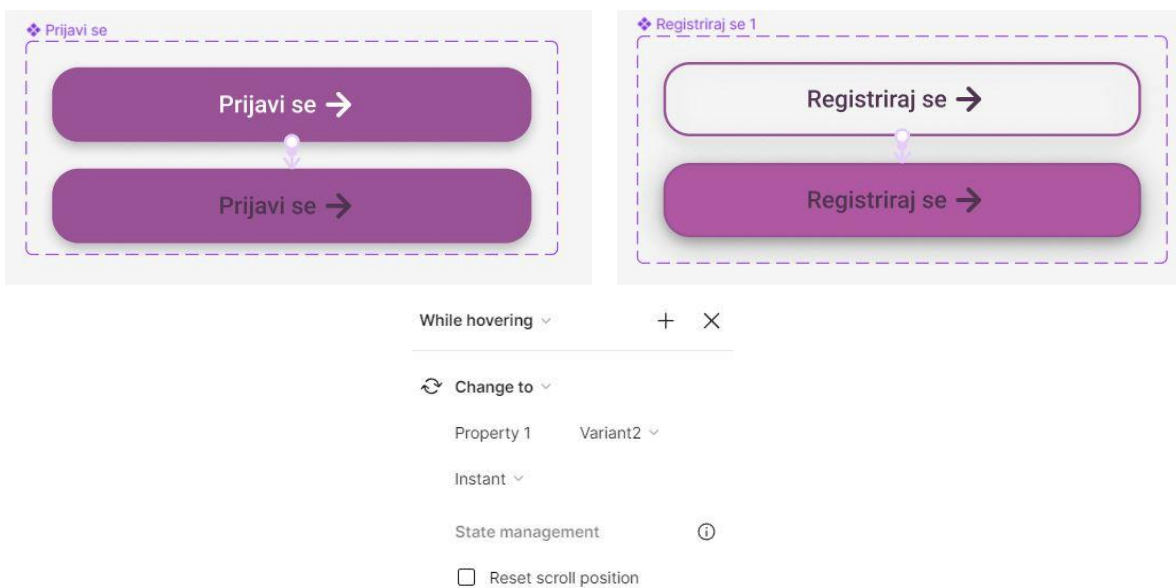 Prijavi se
Prijavi se
Prijavi se
Registriraj se 1
Registriraj se
Registriraj se
While hovering
Change to
Property 1 Variant2
Instant
State management
Reset scroll position